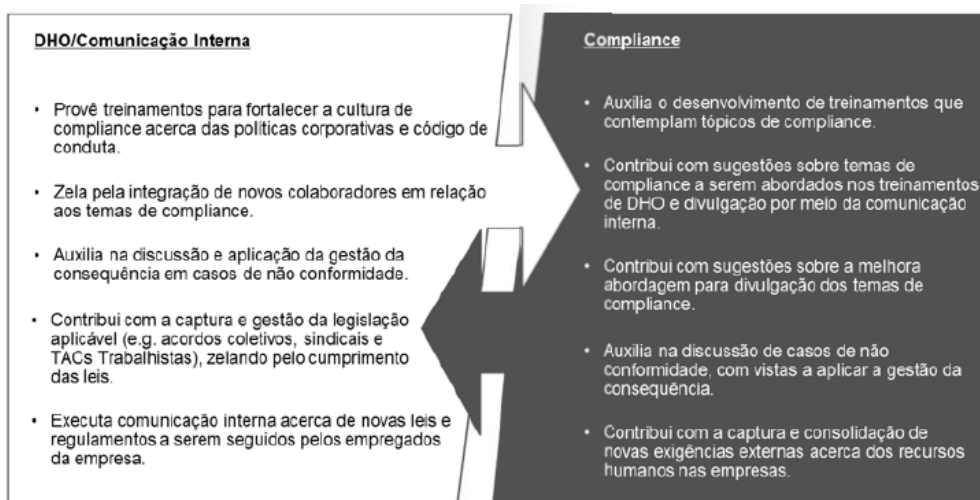 DHO/Comunicação Interna
• Provê treinamentos para fortalecer a cultura de
compliance acerca das políticas corporativas e código de
conduta.
• Zela pela integração de novos colaboradores em relação
aos temas de compliance.
• Auxilia na discussão e aplicação da gestão da
consequência em casos de não conformidade.
• Contribui com a captura e gestão da legislação
aplicável (e.g. acordos coletivos, sindicais e
TACs Trabalhistas), zelando pelo cumprimento
das leis.
• Executa comunicação interna acerca de novas leis e
regulamentos a serem seguidos pelos empregados
da empresa.
Compliance
• Auxilia o desenvolvimento de treinamentos que
contemplam tópicos de compliance.
• Contribui com sugestões sobre temas de
compliance a serem abordados nos treinamentos
de DHO e divulgação por meio da comunicação
interna.
• Contribui com sugestões sobre a melhora
abordagem para divulgação dos temas de
compliance.
• Auxilia na discussão de casos de não
conformidade, com vistas a aplicar a gestão da
consequência.
• Contribui com a captura e consolidação de
novas exigências externas acerca dos recursos
humanos nas empresas.